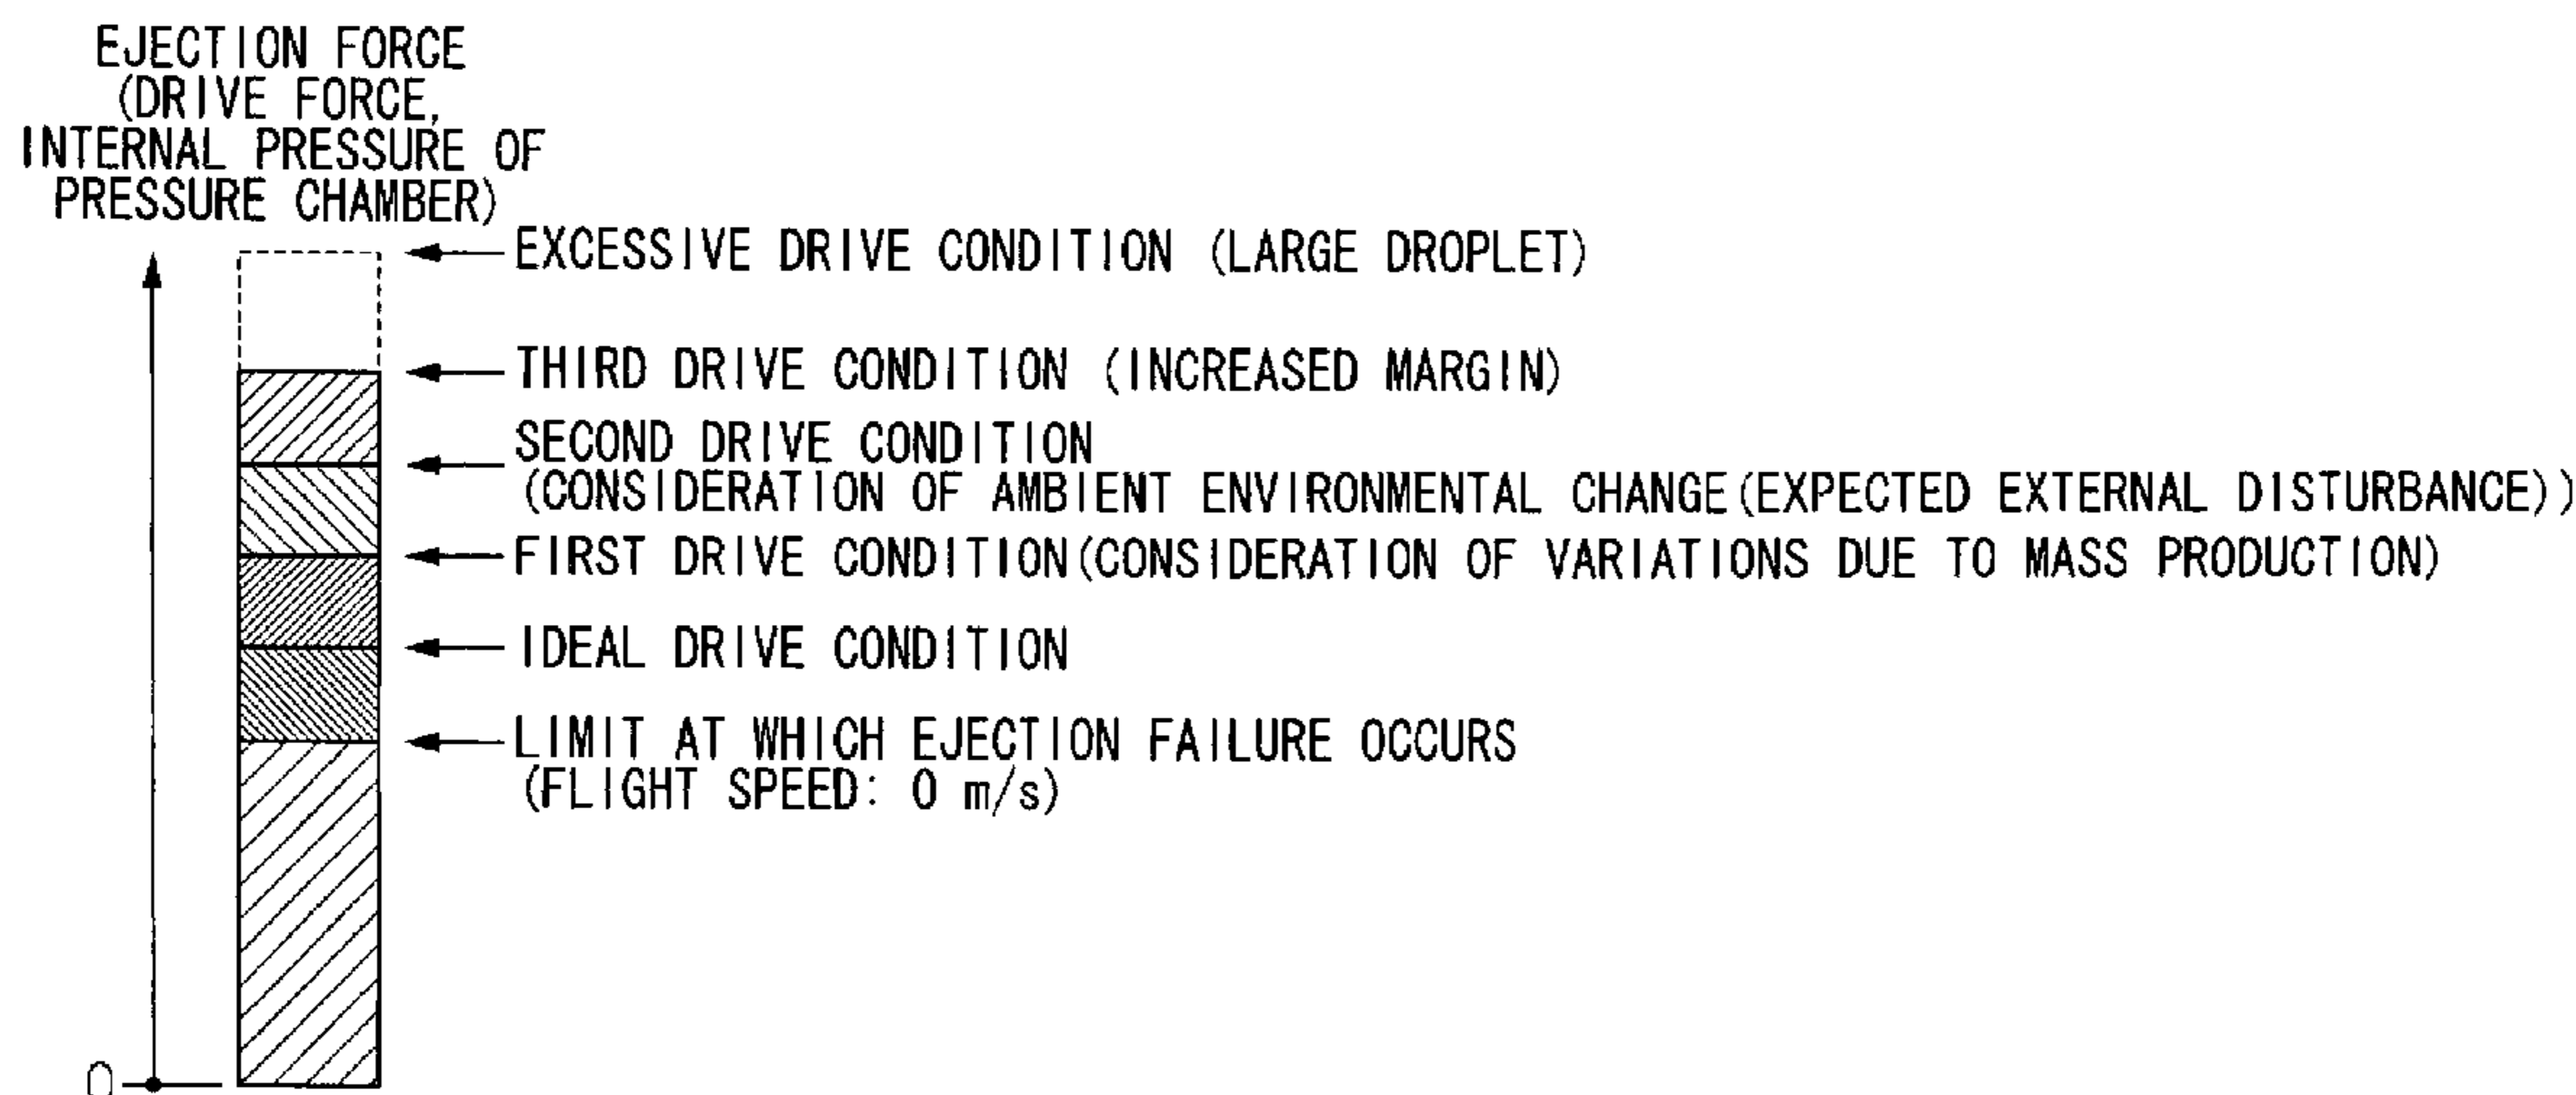 EJECTION FORCE
(DRIVE FORCE,
INTERNAL PRESSURE OF
PRESSURE CHAMBER)
EXCESSIVE DRIVE CONDITION (LARGE DROPLET)
THIRD DRIVE CONDITION (INCREASED MARGIN)
SECOND DRIVE CONDITION
(CONSIDERATION OF AMBIENT ENVIRONMENTAL CHANGE(EXPECTED EXTERNAL DISTURBANCE))
FIRST DRIVE CONDITION(CONSIDERATION OF VARIATIONS DUE TO MASS PRODUCTION)
IDEAL DRIVE CONDITION
LIMIT AT WHICH EJECTION FAILURE OCCURS
(FLIGHT SPEED: 0 m/s)
0